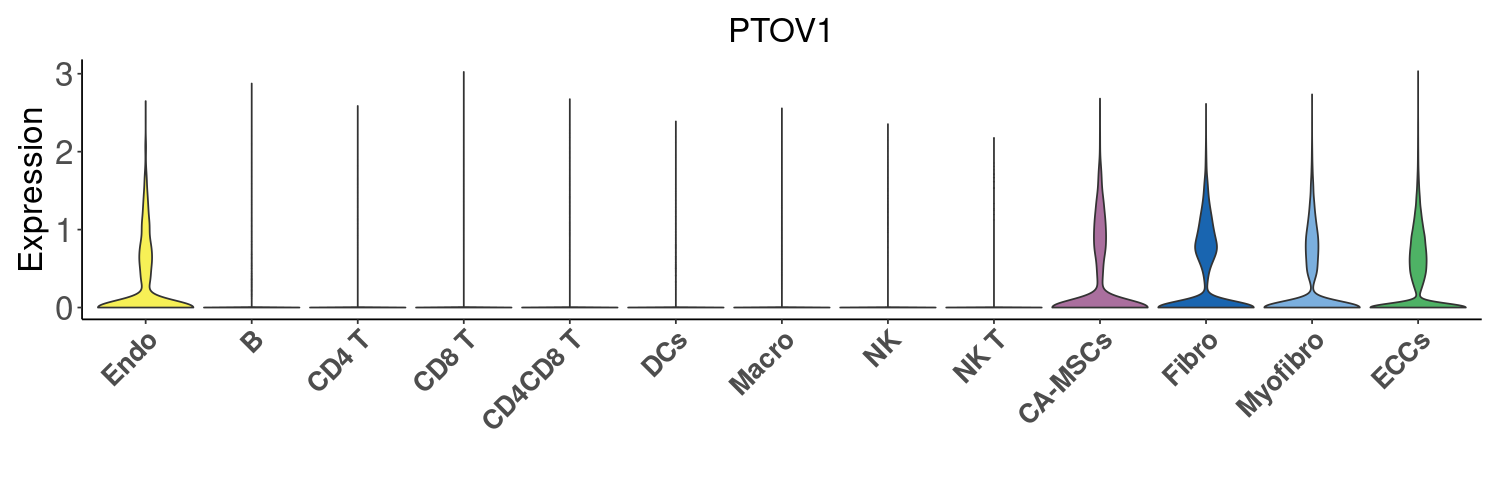 PTOV1
Expression
3
2
1
0
Endo
B
CD4 T
CD8 T
CD4CD8 T
DCs
Macro
NK
NK T
CA-MSCs
Fibro
Myofibro
ECCs